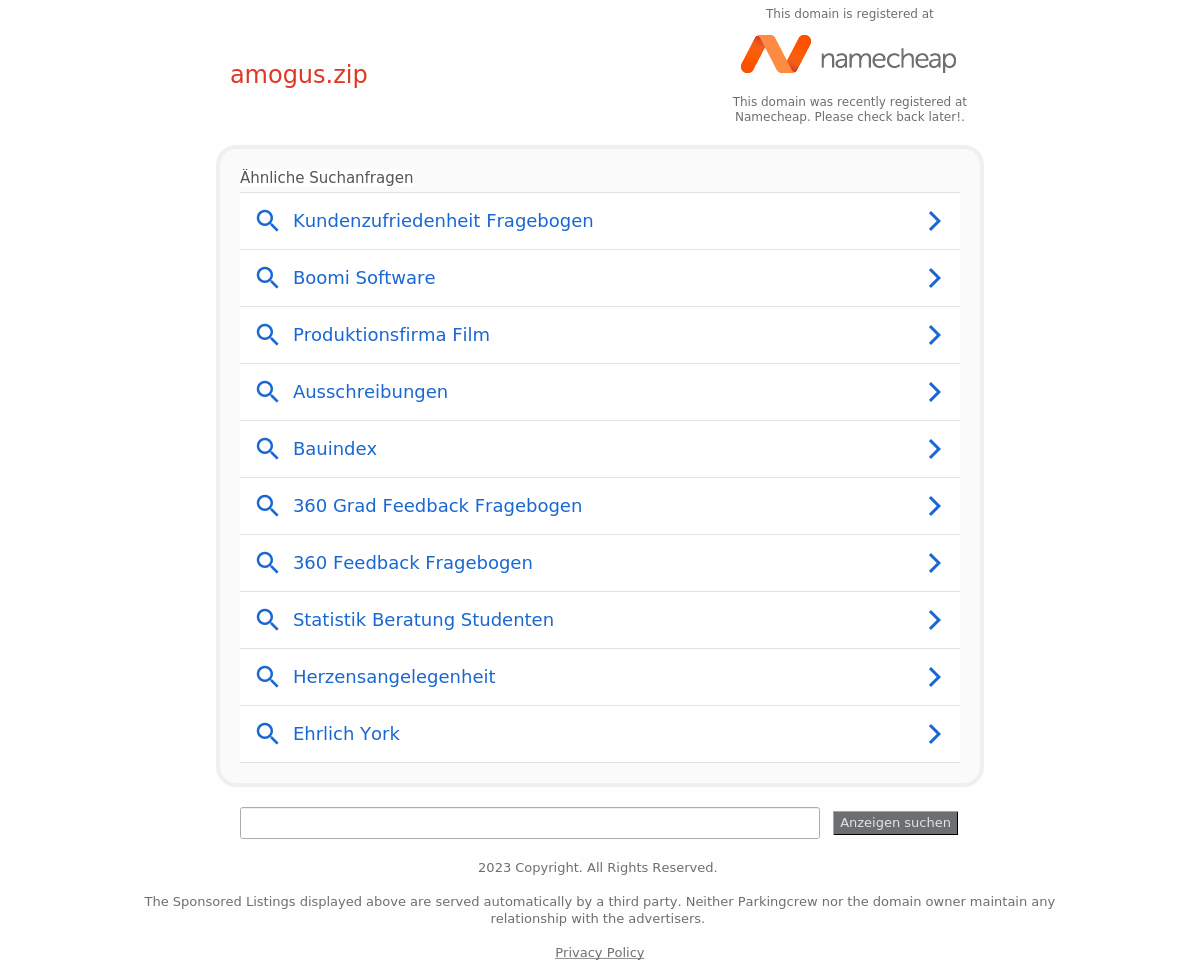 This domain is registered at
namecheap
amogus.zip
This domain was recently registered at
Namecheap. Please check back later!.
Ähnliche Suchanfragen
Kundenzufriedenheit Fragebogen
Boomi Software
Produktionsfirma Film
Ausschreibungen
Bauindex
360 Grad Feedback Fragebogen
360 Feedback Fragebogen
Statistik Beratung Studenten
Herzensangelegenheit
Ehrlich York
Anzeigen suchen
2023 Copyright. All Rights Reserved.
The Sponsored Listings displayed above are served automatically by a third party. Neither Parkingcrew nor the domain owner maintain any
relationship with the advertisers.
Privacy Policy